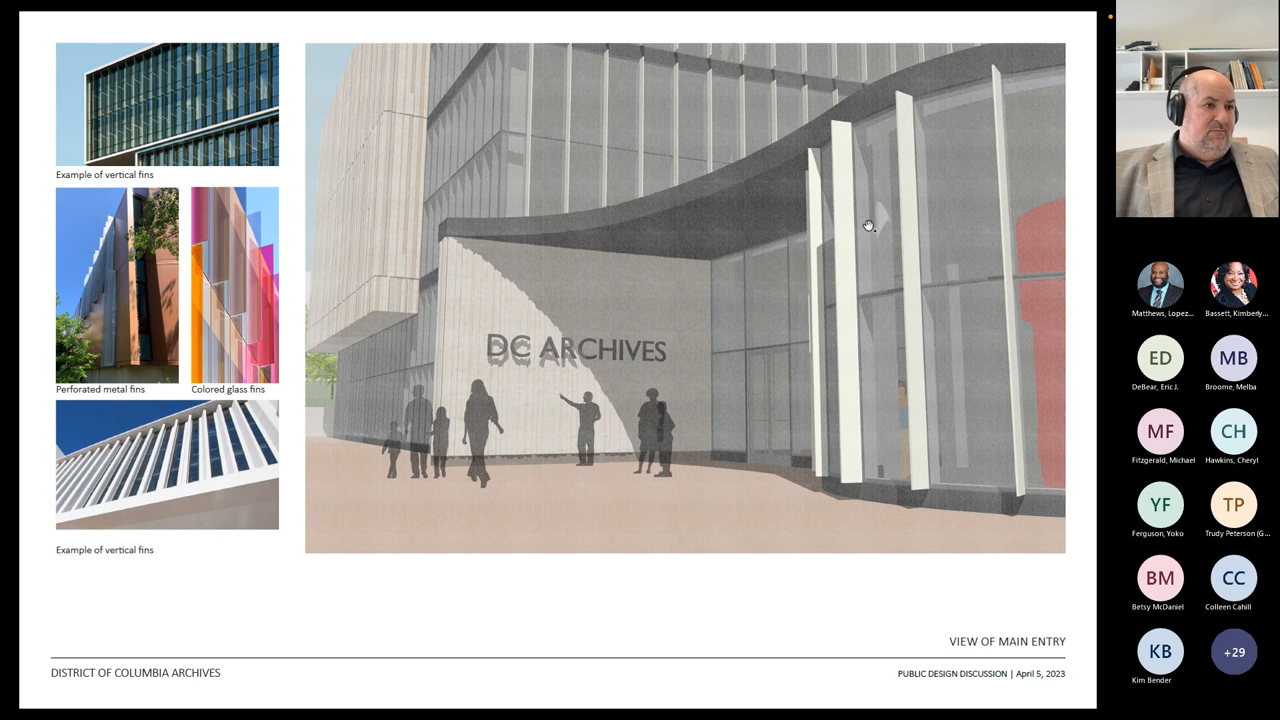 Example of vertical fins
Perforated metal fins
Colored glass fins
Example of vertical fins
DC ARCHIVES
VIEW OF MAIN ENTRY
DISTRICT OF COLUMBIA ARCHIVES
PUBLIC DESIGN DISCUSSION | April 5, 2023
Matthews, Lopez...
Bassett, Kimberly...
ED
MB
DeBear, Eric J.
Broome, Melba
MF
CH
Fitzgerald, Michael
Hawkins, Cheryl
YF
TP
Ferguson, Yoko
Trudy Peterson (G...
BM
CC
Betsy McDaniel
Colleen Cahill
KB
+29
Kim Bender